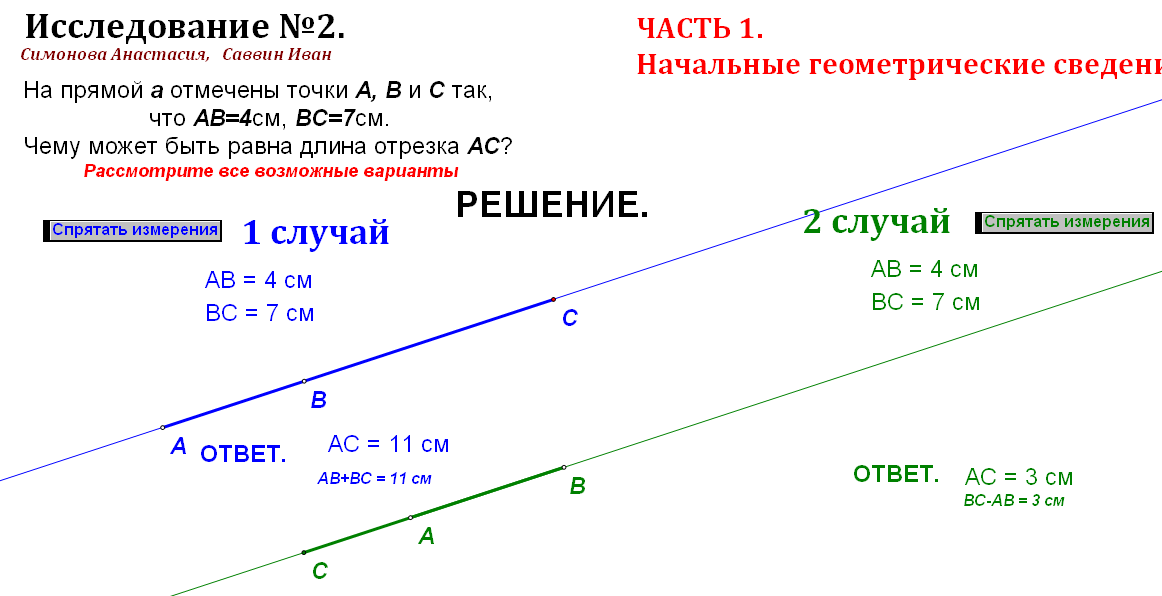 Исследование №2.
Симонова Анастасия, Саввин Иван
ЧАСТЬ 1.
Начальные геометрические сведени
На прямой a отмечены точки A, B и C так,
что AB=4см, BC=7см.
Чему может быть равна длина отрезка AC?
Рассмотрите все возможные варианты
РЕШЕНИЕ.
Спрятать измерения
1 случай
AB = 4 см
BC = 7 см
C
B
A
ОТВЕТ.
AC = 11 см
AB+BC = 11 см
2 случай
Спрятать измерения
AB = 4 см
BC = 7 см
B
A
C
ОТВЕТ.
AC = 3 см
BC-AB = 3 см